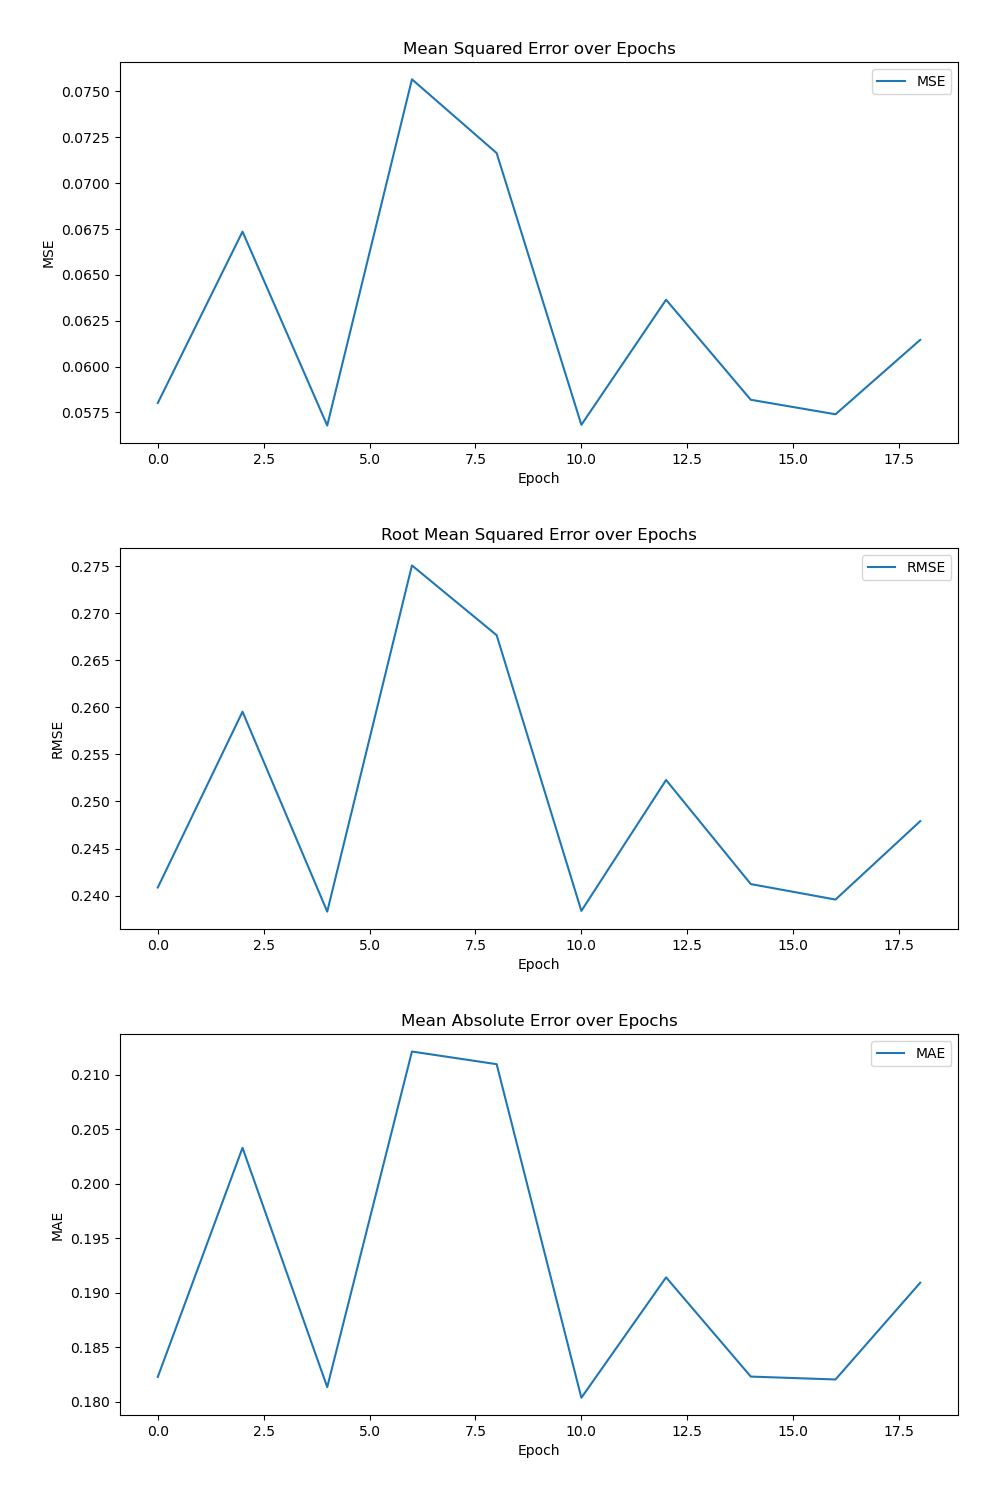 Mean Squared Error over Epochs
MSE
0.0750
0.0725
0.0700
0.0675
0.0650
0.0625
0.0600
0.0575
MSE
0.0 2.5 5.0 7.5 10.0 12.5 15.0 17.5
Epoch
Root Mean Squared Error over Epochs
RMSE
0.275
0.270
0.265
0.260
0.255
0.250
0.245
0.240
RMSE
0.0 2.5 5.0 7.5 10.0 12.5 15.0 17.5
Epoch
Mean Absolute Error over Epochs
MAE
0.210
0.205
0.200
0.195
0.190
0.185
0.180
MAE
0.0 2.5 5.0 7.5 10.0 12.5 15.0 17.5
Epoch